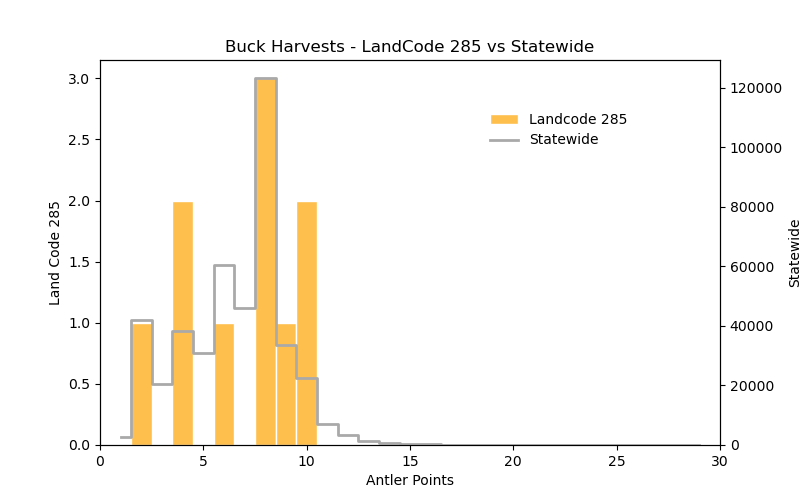 Buck Harvests - LandCode 285 vs Statewide
3.0
2.5
2.0
1.5
1.0
0.5
0.0
Land Code 285
Landcode 285
Statewide
120000
100000
80000
60000
40000
20000
0
Statewide
0 5 10 15 20 25 30
Antler Points